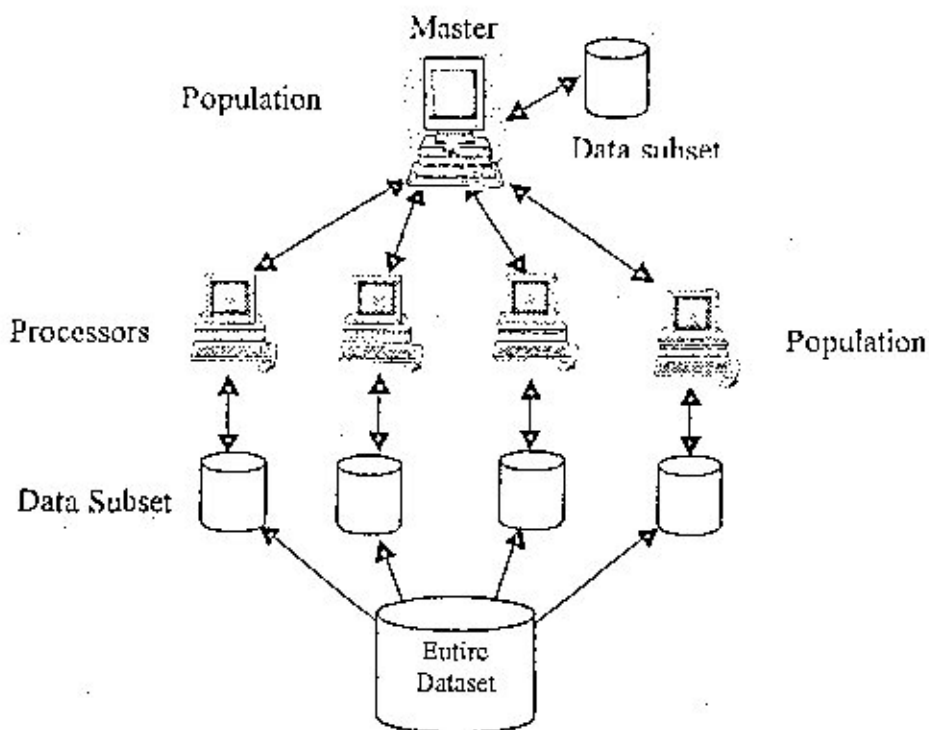 Master
Population
Data subset
Processors
Population
Data Subset
Entire
Dataset